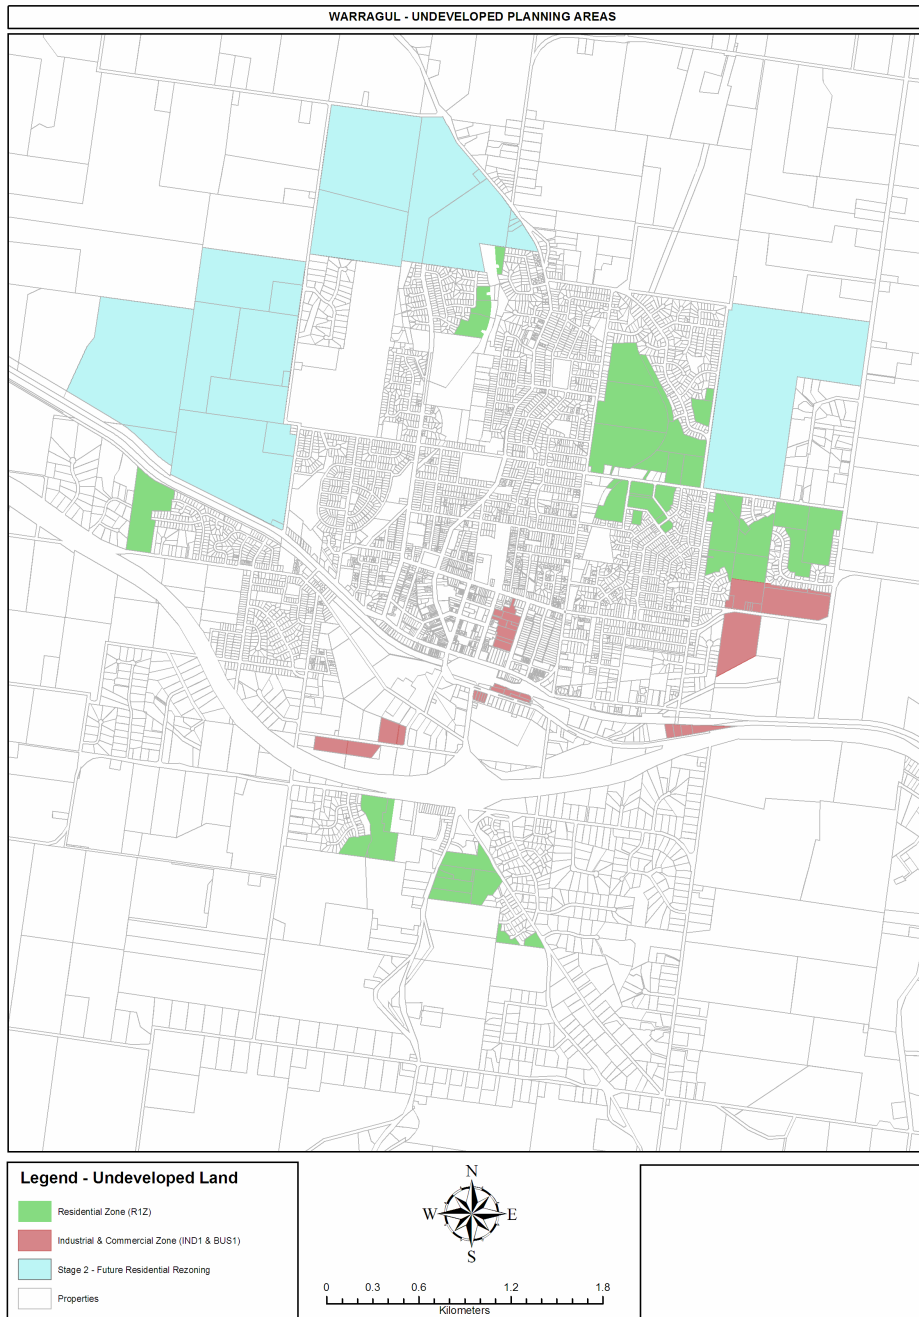 WARRAGUL - UNDEVELOPED PLANNING AREAS
Legend - Undeveloped Land
Residential Zone (R1Z)
Industrial & Commercial Zone (IND1 & BUS1)
Stage 2 - Future Residential Rezoning
Properties
N
W E
S
0 0.3 0.6 1.2 1.8
Kilometers